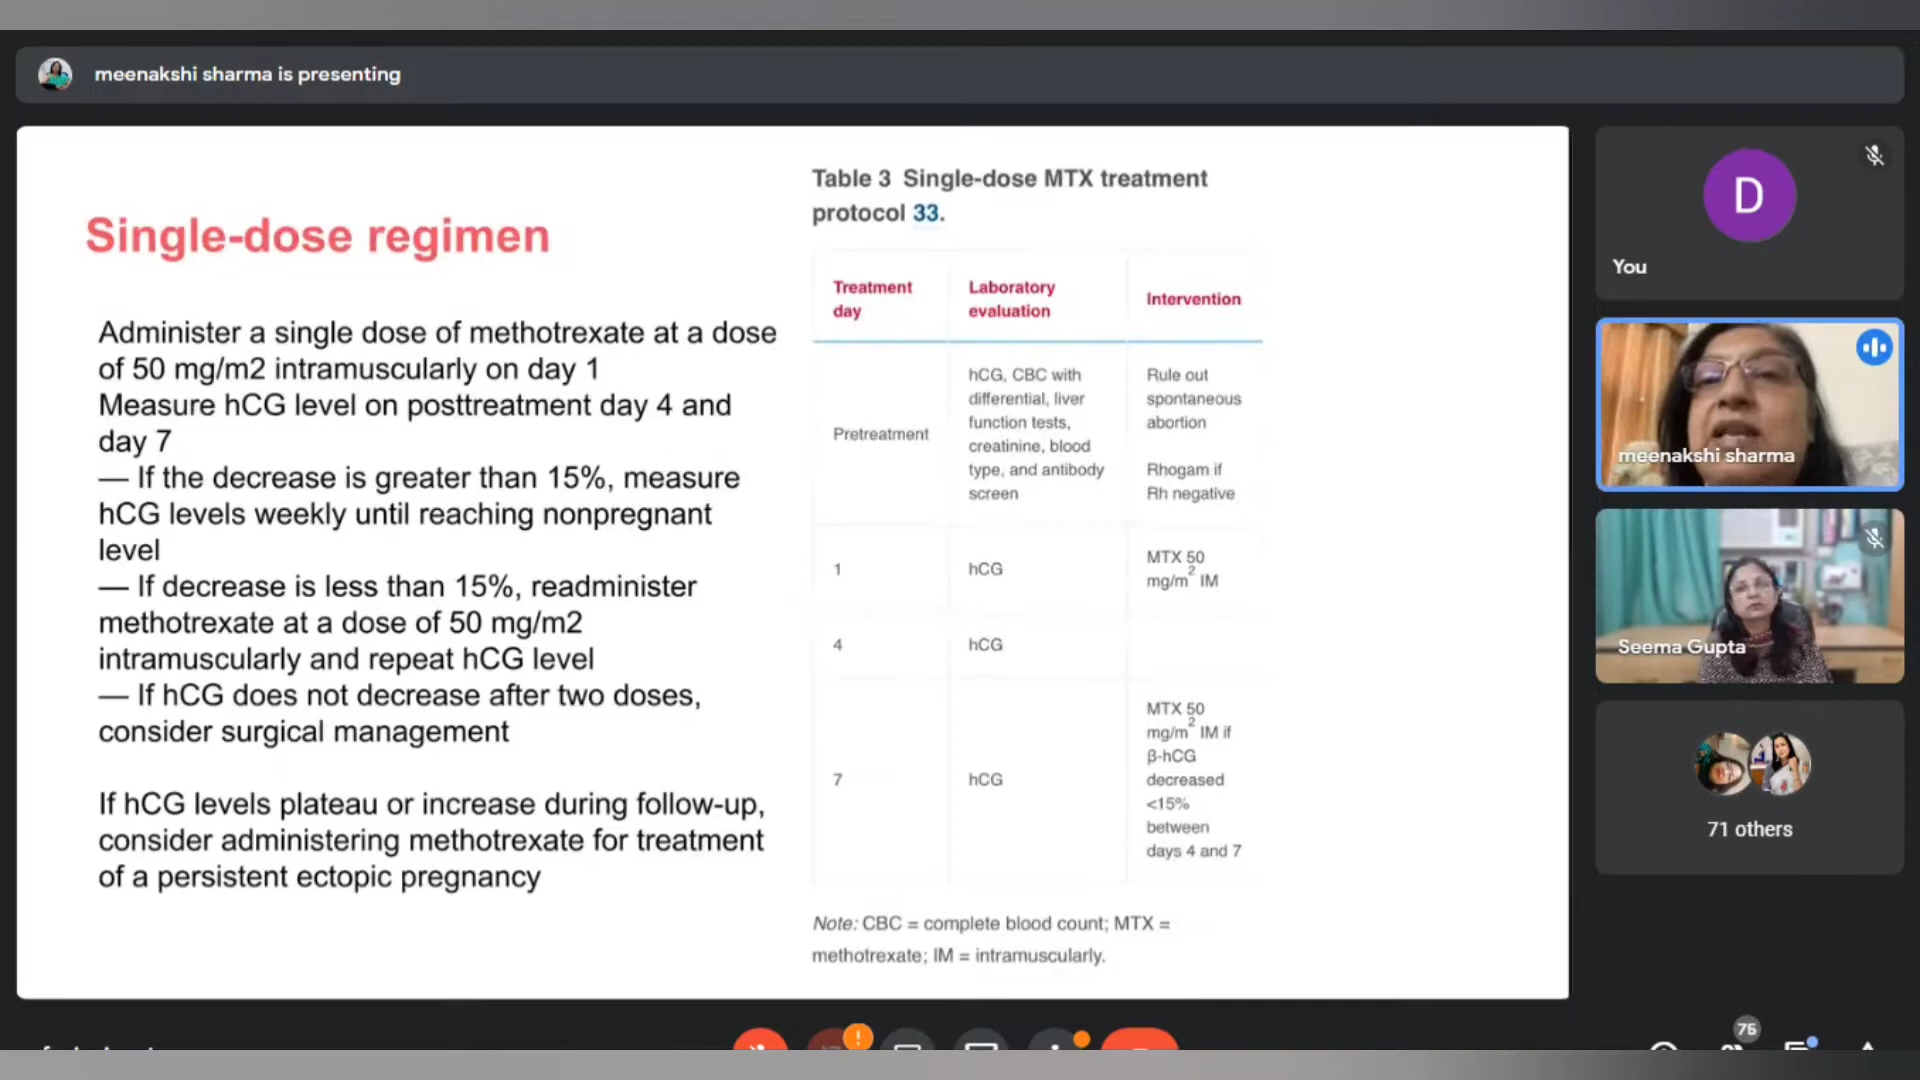 meenakshi sharma is presenting
Single-dose regimen
Administer a single dose of methotrexate at a dose
of 50 mg/m2 intramuscularly on day 1
Measure hCG level on posttreatment day 4 and
day 7
— If the decrease is greater than 15%, measure
hCG levels weekly until reaching nonpregnant
level
— If decrease is less than 15%, readminister
methotrexate at a dose of 50 mg/m2
intramuscularly and repeat hCG level
— If hCG does not decrease after two doses,
consider surgical management
If hCG levels plateau or increase during follow-up,
consider administering methotrexate for treatment
of a persistent ectopic pregnancy
Table 3 Single-dose MTX treatment
protocol 33.
Treatment
day
Laboratory
evaluation
Intervention
Pretreatment
hCG, CBC with
differential, liver
function tests,
creatinine, blood
type, and antibody
screen
Rule out
spontaneous
abortion
Rhogam if
Rh negative
1
hCG
MTX 50
mg/m2 IM
4
hCG
7
hCG
MTX 50
mg/m2 IM if
β-hCG
decreased
<15%
between
days 4 and 7
Note: CBC = complete blood count; MTX =
methotrexate; IM = intramuscularly.
D
You
meenakshi sharma
Seema Gupta
71 others
75